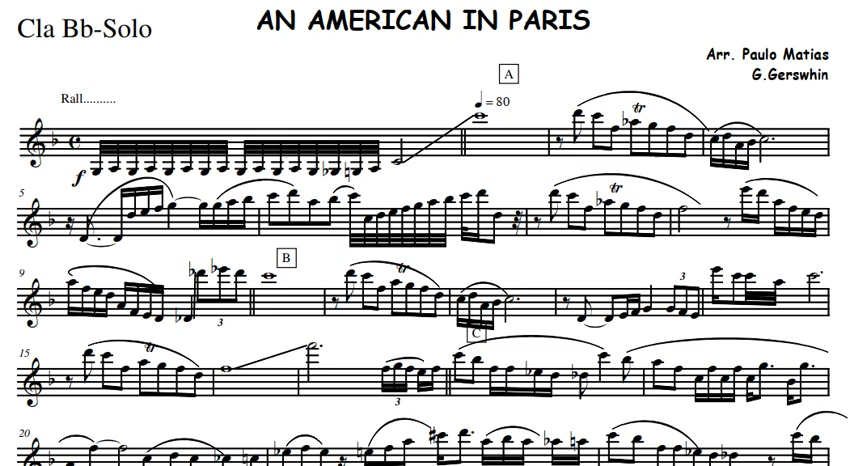 AN AMERICAN IN PARIS
Cla Bb-Solo
Arr. Paulo Matias
G.Gerswhin
A
Rall..........
= 80
tr
f
5
tr
B
9
tr
3
3
C
15
tr
3
20